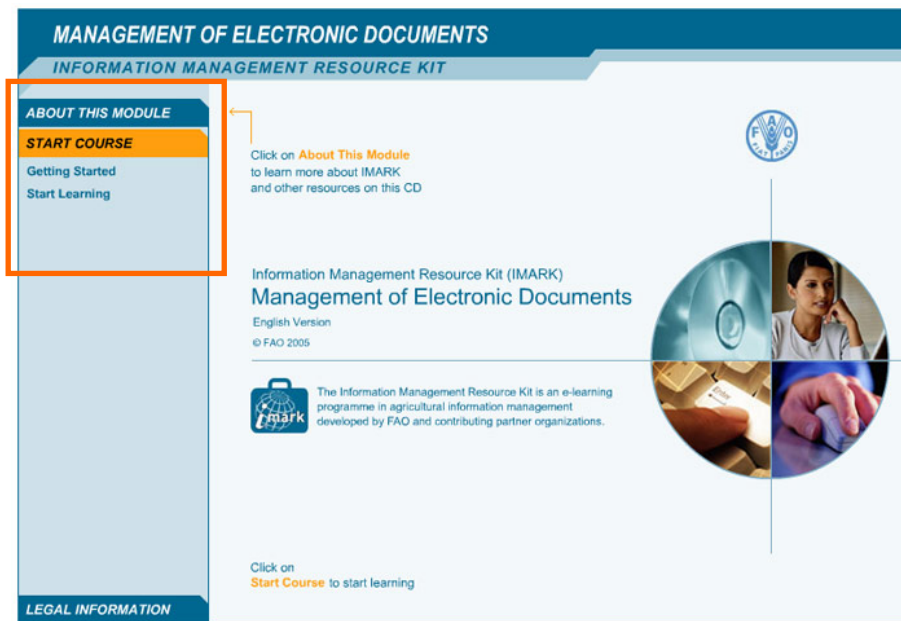 MANAGEMENT OF ELECTRONIC DOCUMENTS
INFORMATION MANAGEMENT RESOURCE KIT
ABOUT THIS MODULE
START COURSE
Getting Started
Start Learning
Click on About This Module
to learn more about IMARK
and other resources on this CD
F A O
FIAT PANIS
Information Management Resource Kit (IMARK)
Management of Electronic Documents
English Version
© FAO 2005
imark
The Information Management Resource Kit is an e-learning
programme in agricultural information management
developed by FAO and contributing partner organizations.
Enter
Click on
Start Course to start learning
LEGAL INFORMATION